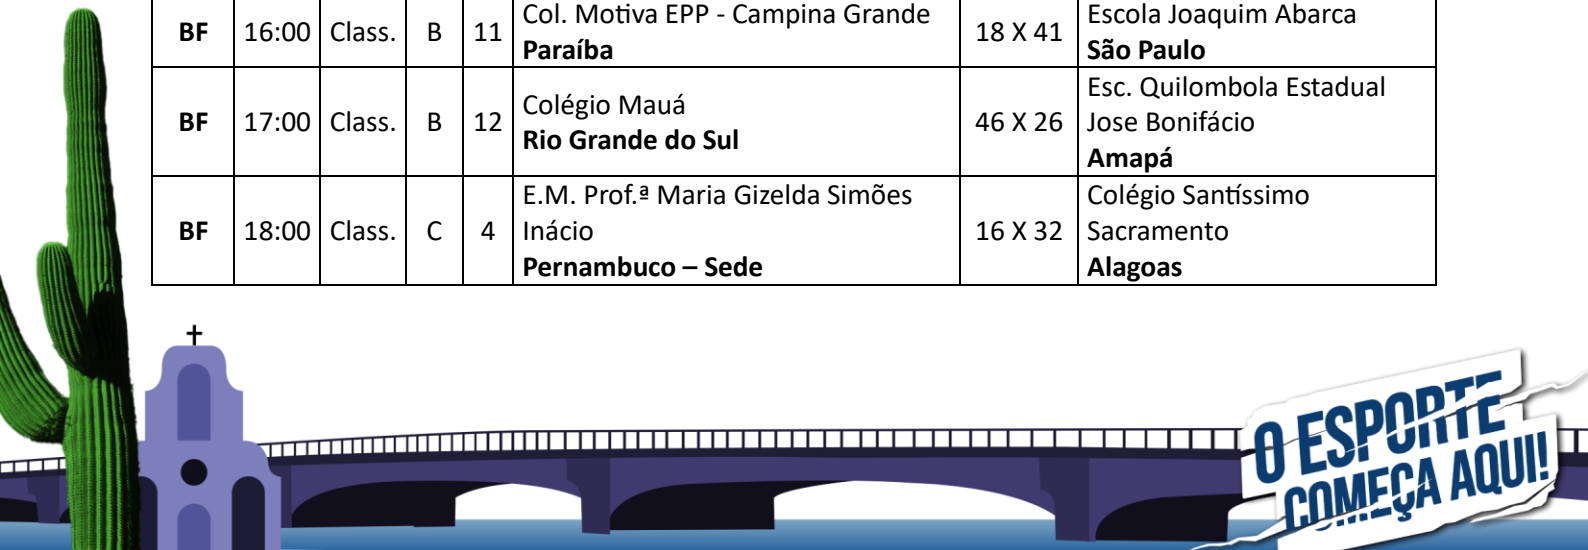 BF 16:00 Class. B 11 Col. Motiva EPP - Campina Grande 18 X 41 Escola Joaquim Abarca
Paraíba São Paulo
BF 17:00 Class. B 12 Colégio Mauá 46 X 26 Esc. Quilombola Estadual
Rio Grande do Sul Jose Bonifácio
Amapá
BF 18:00 Class. C 4 E.M. Prof.ª Maria Gizelda Simões 16 X 32 Colégio Santíssimo
Inácio Sacramento
Pernambuco – Sede Alagoas
O ESPORTE
COMEÇA AQUI!